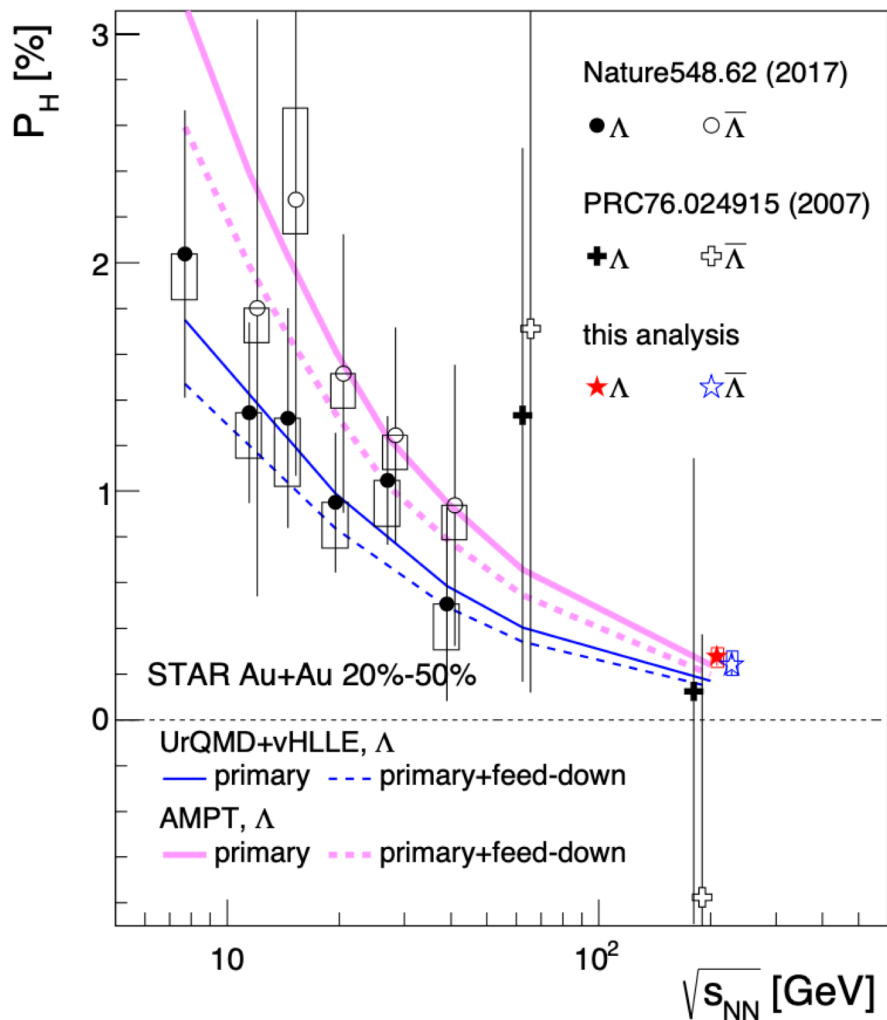 P_H [%]
3
2
1
0
Nature548.62 (2017)
Λ Λ̅
PRC76.024915 (2007)
Λ Λ̅
this analysis
Λ Λ̅
STAR Au+Au 20%-50%
UrQMD+vHLLE, Λ
primary primary+feed-down
AMPT, Λ
primary primary+feed-down
10 10²
√s_NN [GeV]